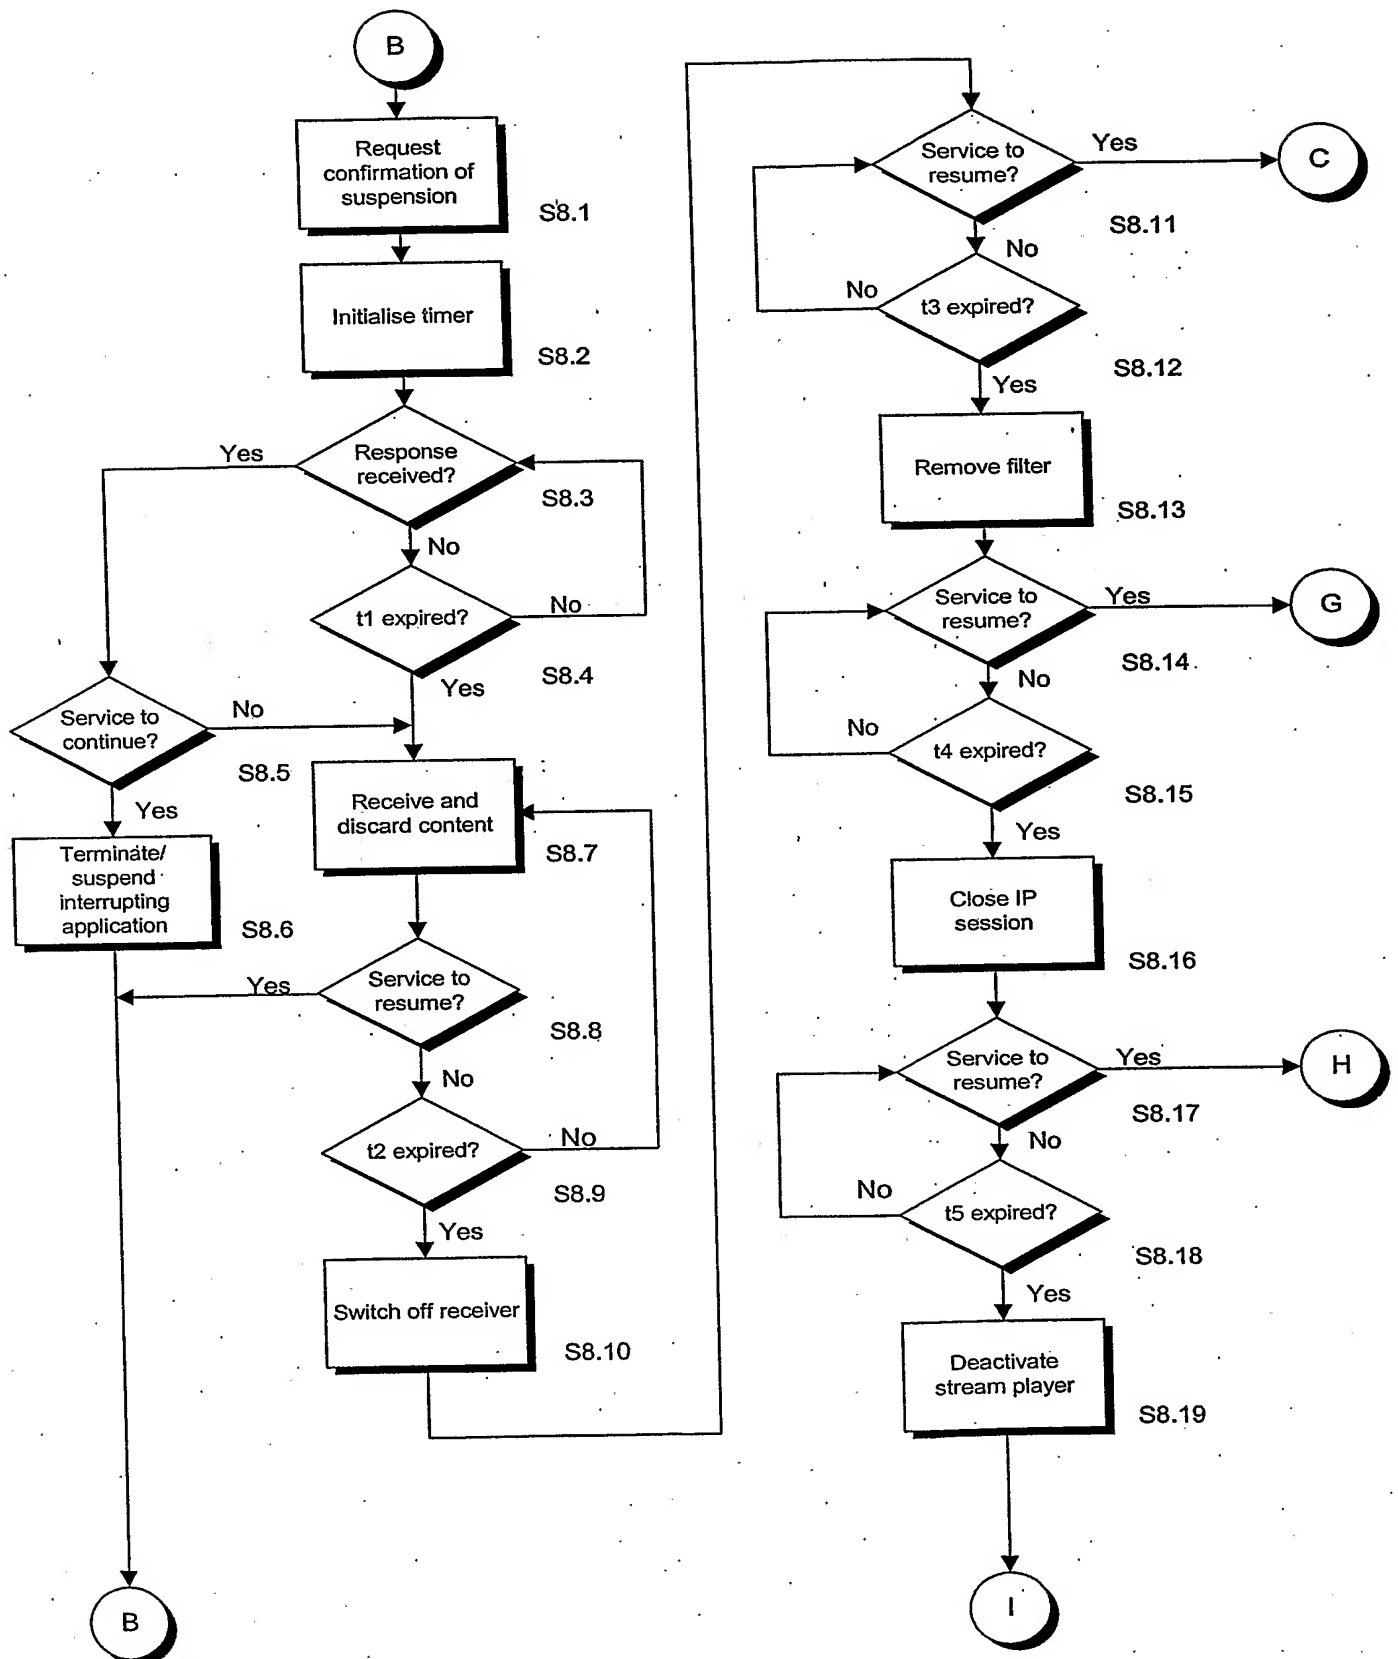 B
Request
confirmation of
suspension
S8.1
Initialise timer
S8.2
Response
received?
Yes
S8.3
No
t1 expired?
No
S8.4
Yes
Service to
continue?
No
S8.5
Yes
Terminate/
suspend
interrupting
application
S8.6
Receive and
discard content
S8.7
Service to
resume?
Yes
S8.8
No
t2 expired?
No
S8.9
Yes
Switch off receiver
S8.10
B
Service to
resume?
Yes
C
S8.11
No
t3 expired?
No
S8.12
Yes
Remove filter
S8.13
Service to
resume?
Yes
G
S8.14
No
t4 expired?
No
S8.15
Yes
Close IP
session
S8.16
Service to
resume?
Yes
H
S8.17
No
t5 expired?
No
S8.18
Yes
Deactivate
stream player
S8.19
I